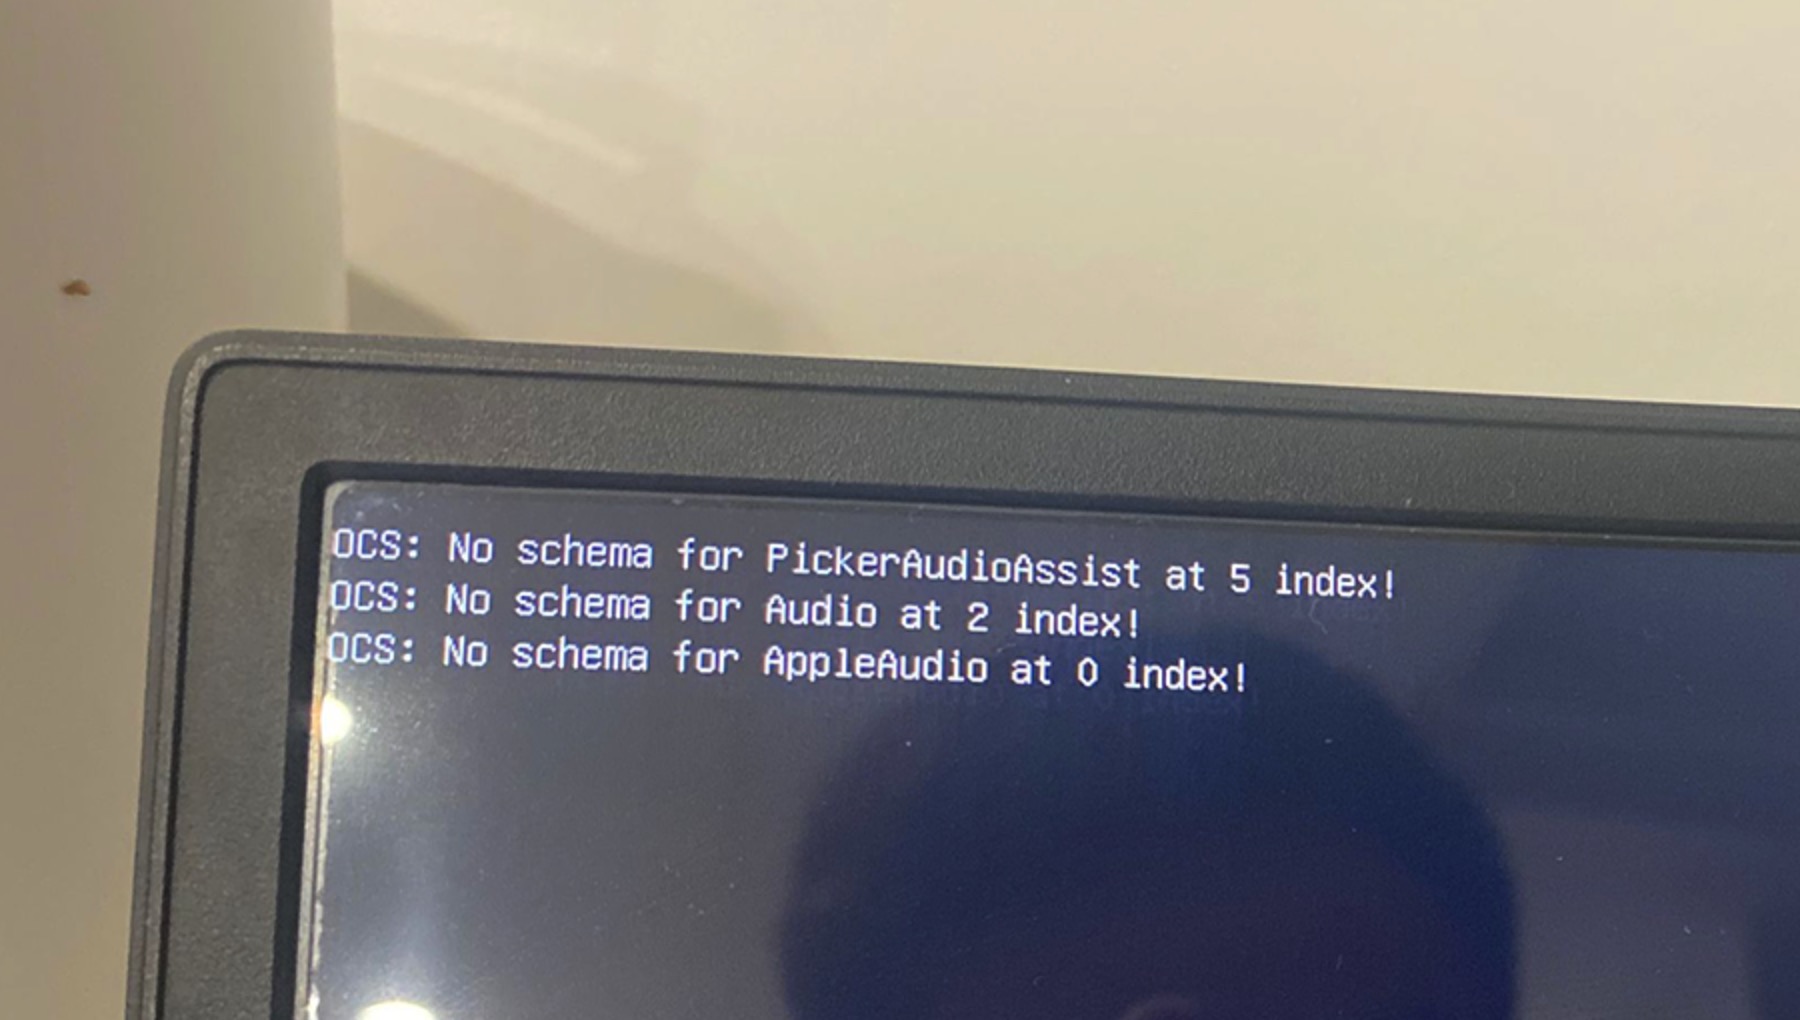 OCS: No schema for PickerAudioAssist at 5 index!
OCS: No schema for Audio at 2 index!
OCS: No schema for AppleAudio at 0 index!